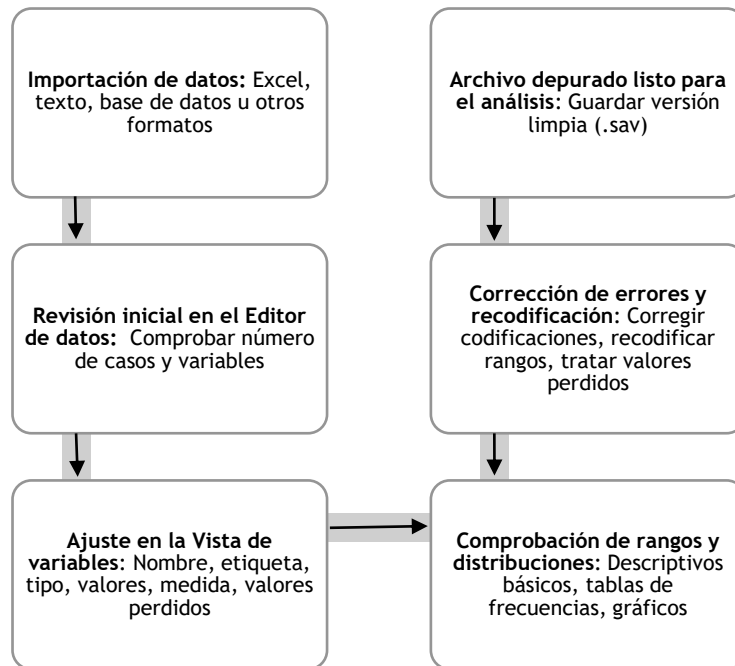 Importación de datos: Excel,
texto, base de datos u otros
formatos
Revisión inicial en el Editor
de datos: Comprobar número
de casos y variables
Ajuste en la Vista de
variables: Nombre, etiqueta,
tipo, valores, medida, valores
perdidos
Archivo depurado listo para
el análisis: Guardar versión
limpia (.sav)
Corrección de errores y
recodificación: Corregir
codificaciones, recodificar
rangos, tratar valores
perdidos
Comprobación de rangos y
distribuciones: Descriptivos
básicos, tablas de
frecuencias, gráficos